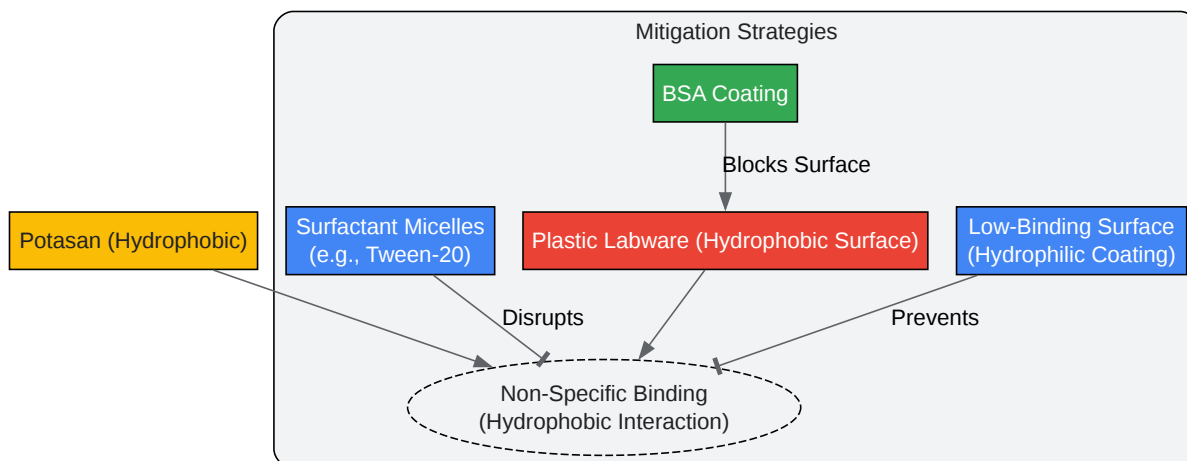 Mitigation Strategies
BSA Coating
Blocks Surface
Potasan (Hydrophobic)
Surfactant Micelles
(e.g., Tween-20)
Plastic Labware (Hydrophobic Surface)
Low-Binding Surface
(Hydrophilic Coating)
Disrupts
Prevents
Non-Specific Binding
(Hydrophobic Interaction)